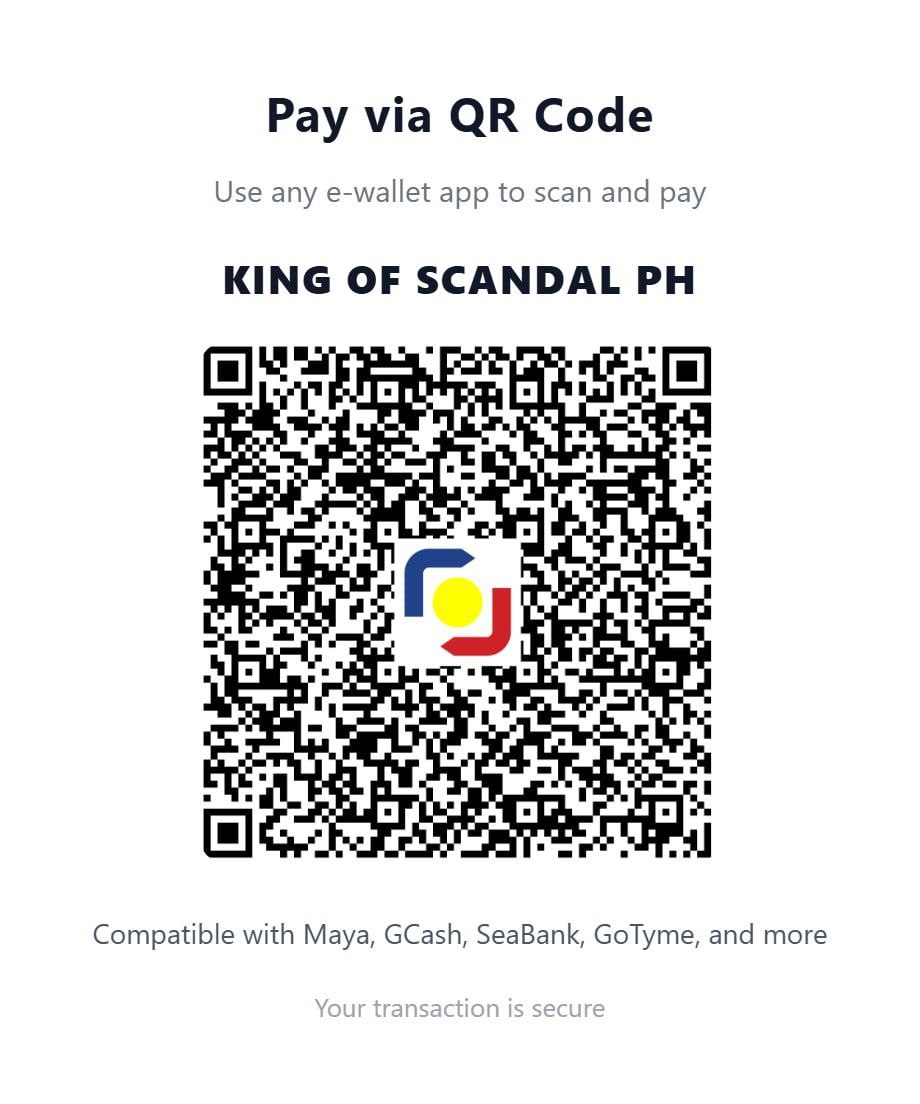 Pay via QR Code
Use any e-wallet app to scan and pay
KING OF SCANDAL PH
Compatible with Maya, GCash, SeaBank, GoTyme, and more
Your transaction is secure